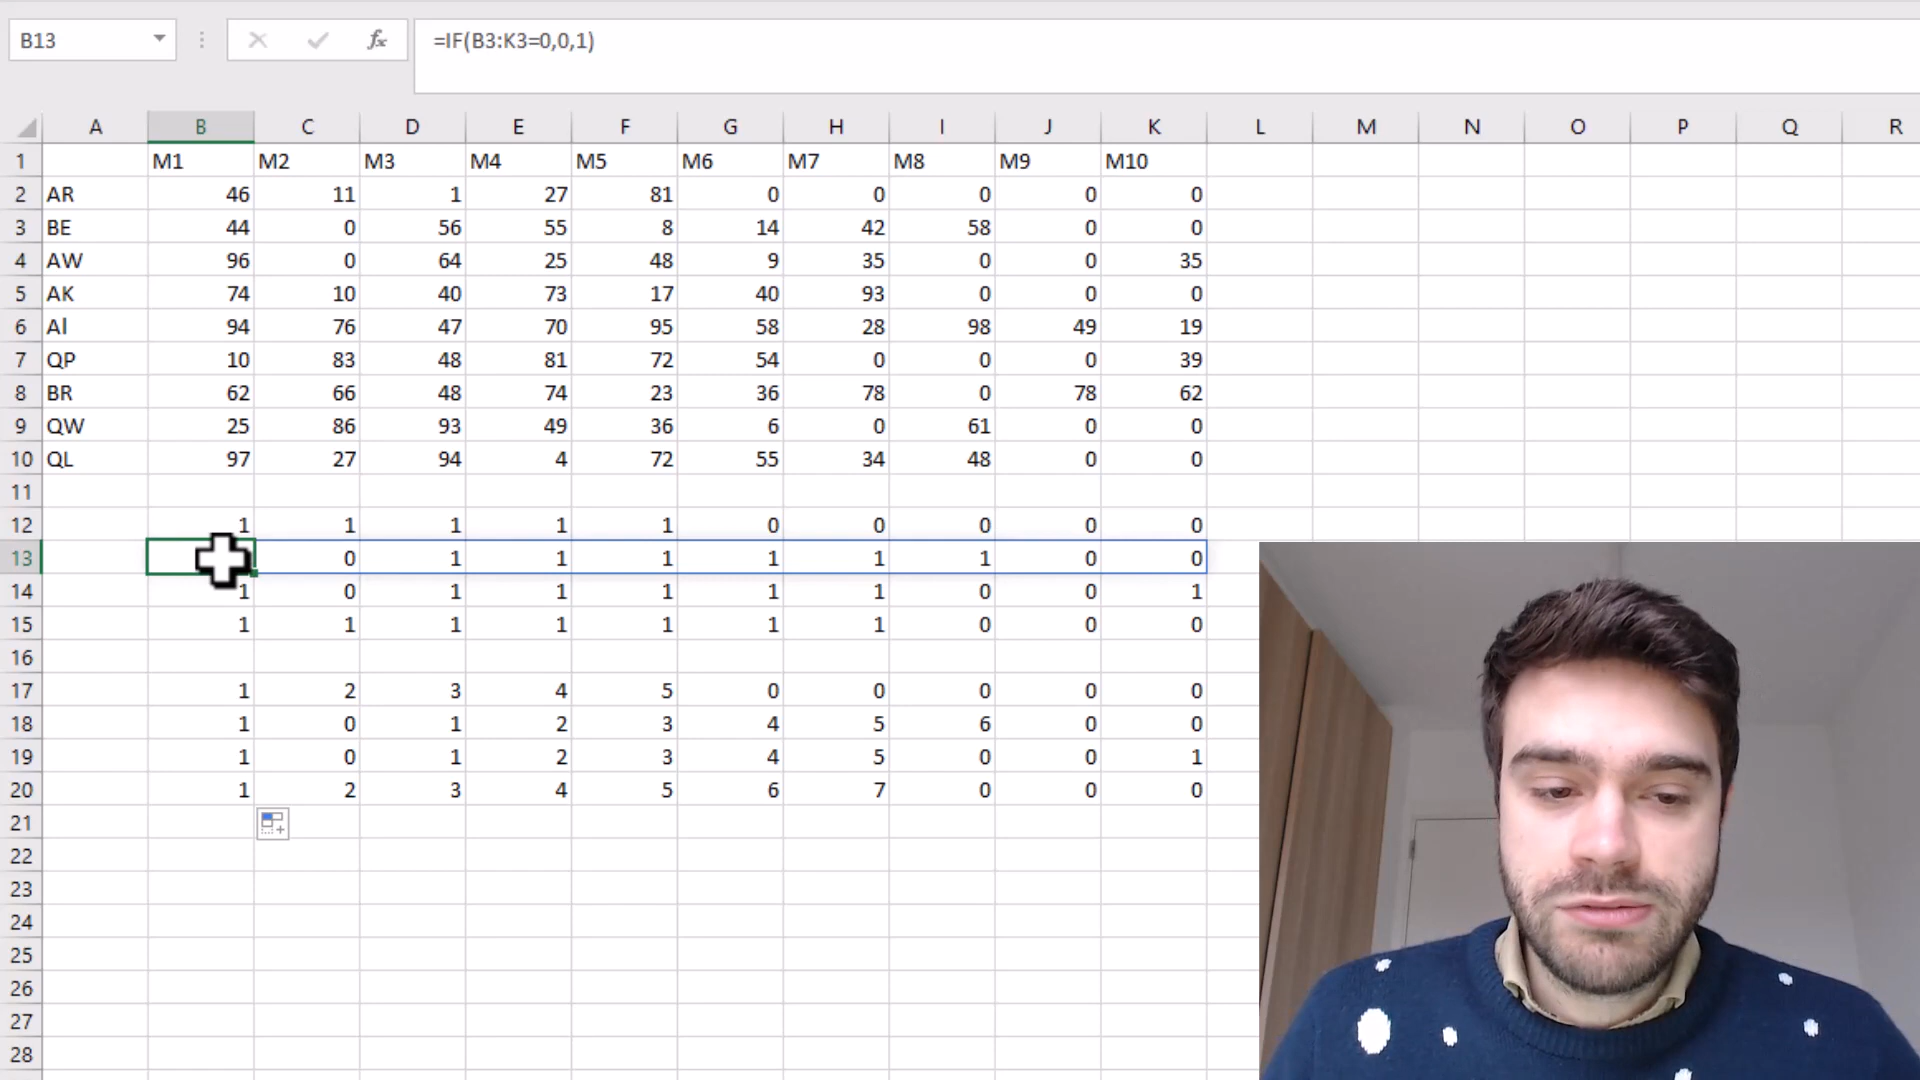 B13 fx =IF(B3:K3=0,0,1)
A B C D E F G H I J K L M N O P Q R
1 M1 M2 M3 M4 M5 M6 M7 M8 M9 M10
2 AR 46 11 1 27 81 0 0 0 0 0
3 BE 44 0 56 55 8 14 42 58 0 0
4 AW 96 0 64 25 48 9 35 0 0 35
5 AK 74 10 40 73 17 40 93 0 0 0
6 Al 94 76 47 70 95 58 28 98 49 19
7 QP 10 83 48 81 72 54 0 0 0 39
8 BR 62 66 48 74 23 36 78 0 78 62
9 QW 25 86 93 49 36 6 0 61 0 0
10 QL 97 27 94 4 72 55 34 48 0 0
11
12 1 1 1 1 1 0 0 0 0 0
13 0 1 1 1 1 1 1 0 0
14 1 0 1 1 1 1 1 0 0 1
15 1 1 1 1 1 1 1 0 0 0
16
17 1 2 3 4 5 0 0 0 0 0
18 1 0 1 2 3 4 5 6 0 0
19 1 0 1 2 3 4 5 0 0 1
20 1 2 3 4 5 6 7 0 0 0
21
22
23
24
25
26
27
28